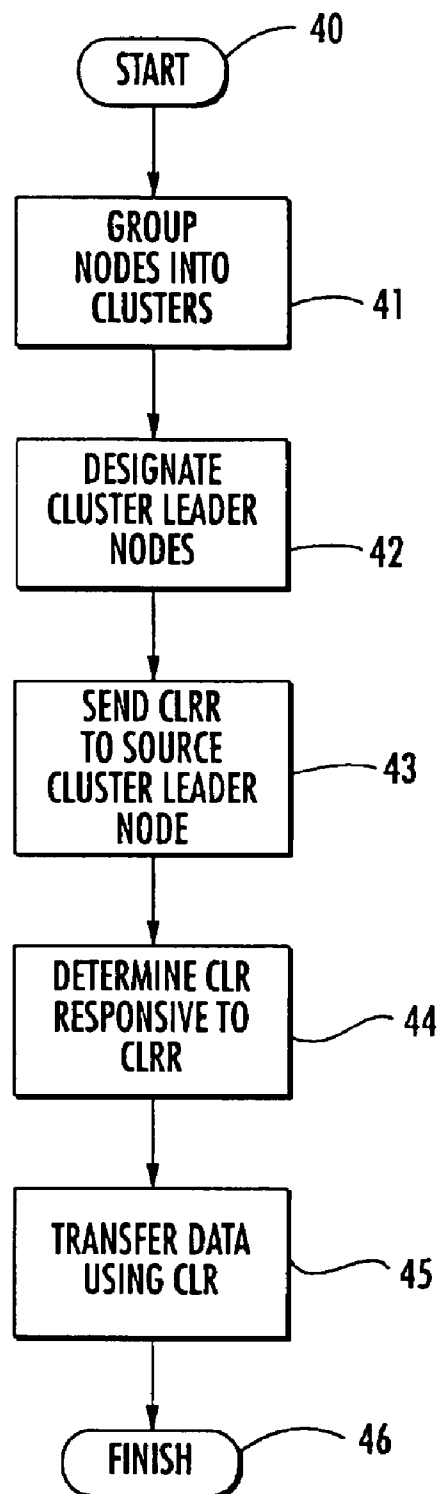 START
40
GROUP
NODES INTO
CLUSTERS
41
DESIGNATE
CLUSTER LEADER
NODES
42
SEND CLRR
TO SOURCE
CLUSTER LEADER
NODE
43
DETERMINE CLR
RESPONSIVE TO
CLRR
44
TRANSFER DATA
USING CLR
45
FINISH
46